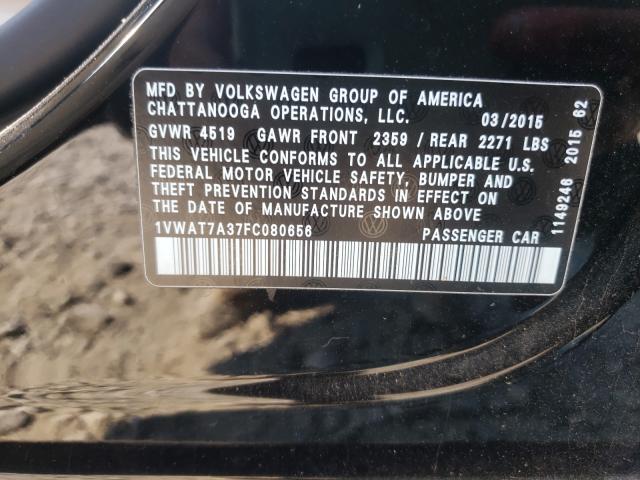 MFD BY VOLKSWAGEN GROUP OF AMERICA
CHATTANOOGA OPERATIONS, LLC. 03/2015
GVWR 4519 GAWR FRONT 2359 / REAR 2271 LBS
THIS VEHICLE CONFORMS TO ALL APPLICABLE U.S.
FEDERAL MOTOR VEHICLE SAFETY, BUMPER AND
THEFT PREVENTION STANDARDS IN EFFECT ON
THE DATE OF MANUFACTURE SHOWN ABOVE
1VWAT7A37FC080656 PASSENGER CAR
1149246 2015 62